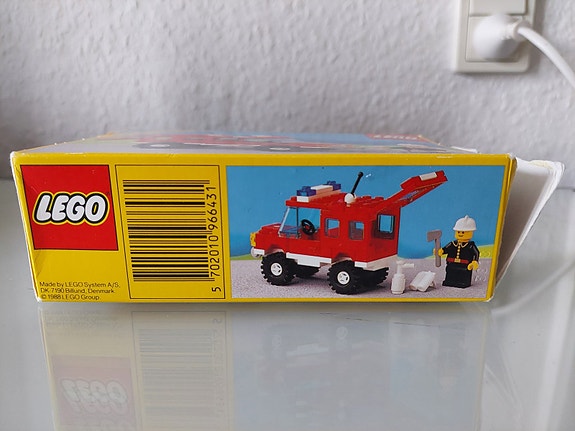 LEGO
5 702010 966431
Made by LEGO System A/S,
DK-7190 Billund, Denmark.
© 1988 LEGO Group